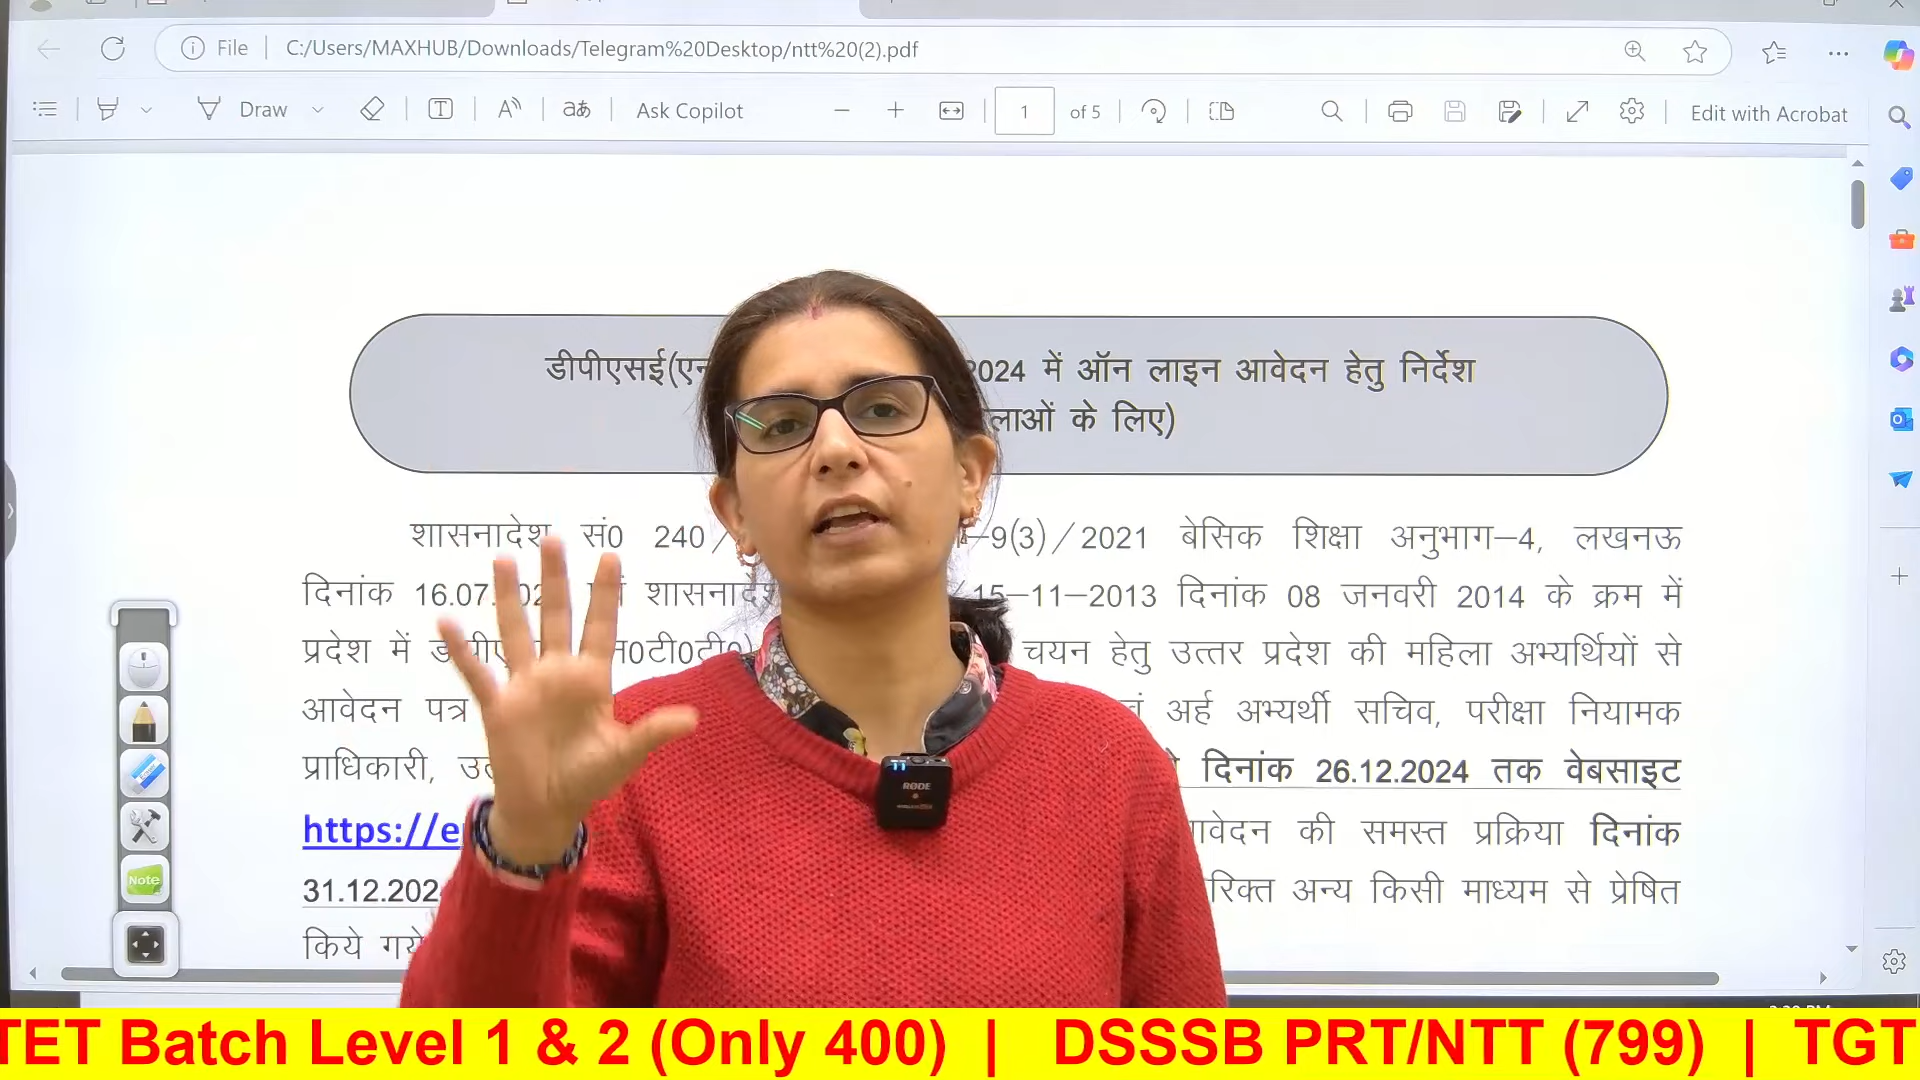 File
C:/Users/MAXHUB/Downloads/Telegram%20Desktop/ntt%20(2).pdf
Draw
T
A
aあ
Ask Copilot
1
of 5
Edit with Acrobat
डीपीएसई(एन 2024 में ऑन लाइन आवेदन हेतु निर्देश
लाओं के लिए)
शासनादेश सं0 240/ –9(3)/2021 बेसिक शिक्षा अनुभाग–4, लखनऊ
दिनांक 16.07. शासनादेश /15–11–2013 दिनांक 08 जनवरी 2014 के क्रम में
प्रदेश में 0टी0टी0) चयन हेतु उत्तर प्रदेश की महिला अभ्यर्थियों से
आवेदन पत्र अर्ह अभ्यर्थी सचिव, परीक्षा नियामक
प्राधिकारी, दिनांक 26.12.2024 तक वेबसाइट
https://e की समस्त प्रक्रिया दिनांक
31.12.202 रिक्त अन्य किसी माध्यम से प्रेषित
किये
Note
RØDE
TET Batch Level 1 & 2 (Only 400) | DSSSB PRT/NTT (799) | TGT